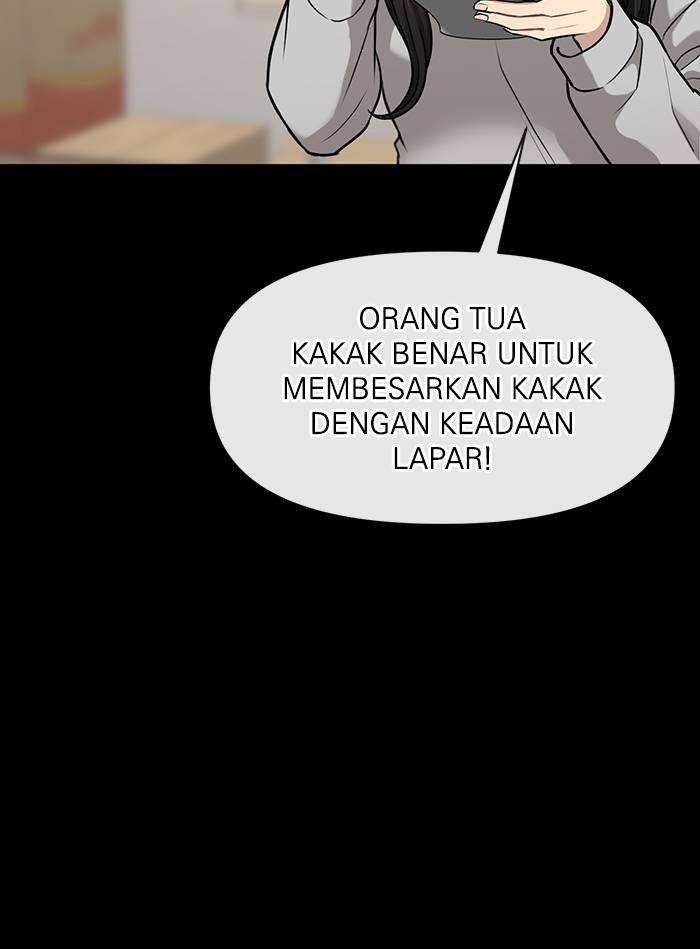 ORANG TUA
KAKAK BENAR UNTUK
MEMBESARKAN KAKAK
DENGAN KEADAAN
LAPAR!